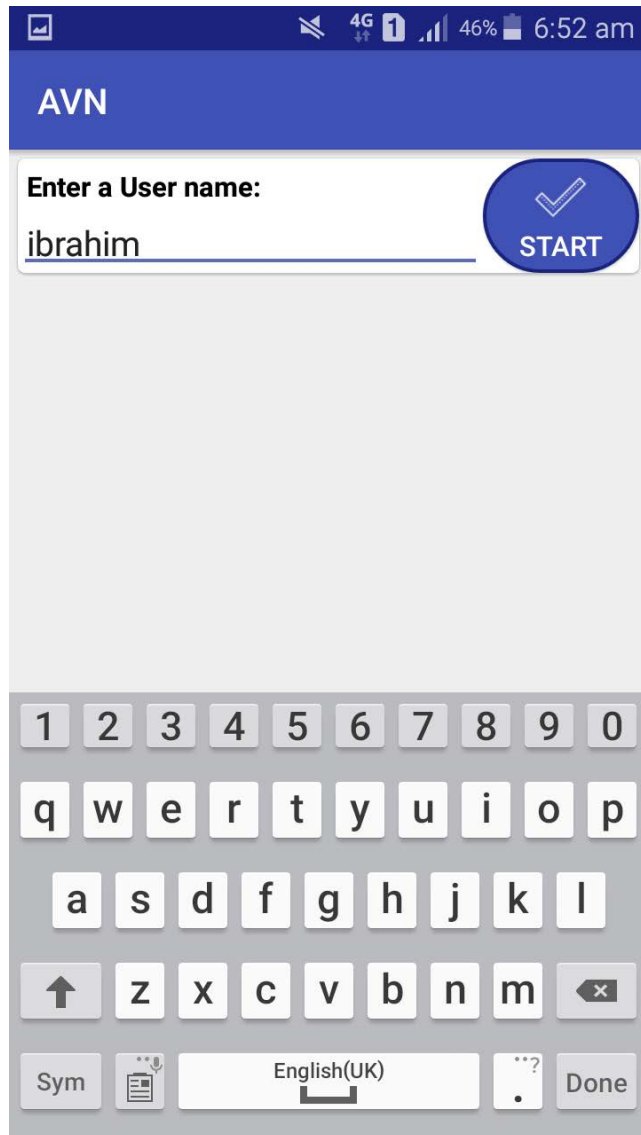 4G 1 46% 6:52 am
AVN
Enter a User name:
ibrahim
START
1 2 3 4 5 6 7 8 9 0
q w e r t y u i o p
a s d f g h j k l
z x c v b n m
Sym English(UK) ..? . Done